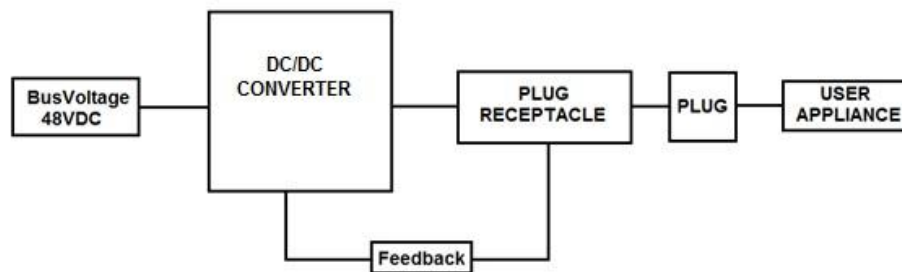 BusVoltage
48VDC
DC/DC
CONVERTER
PLUG
RECEPTACLE
PLUG
USER
APPLIANCE
Feedback